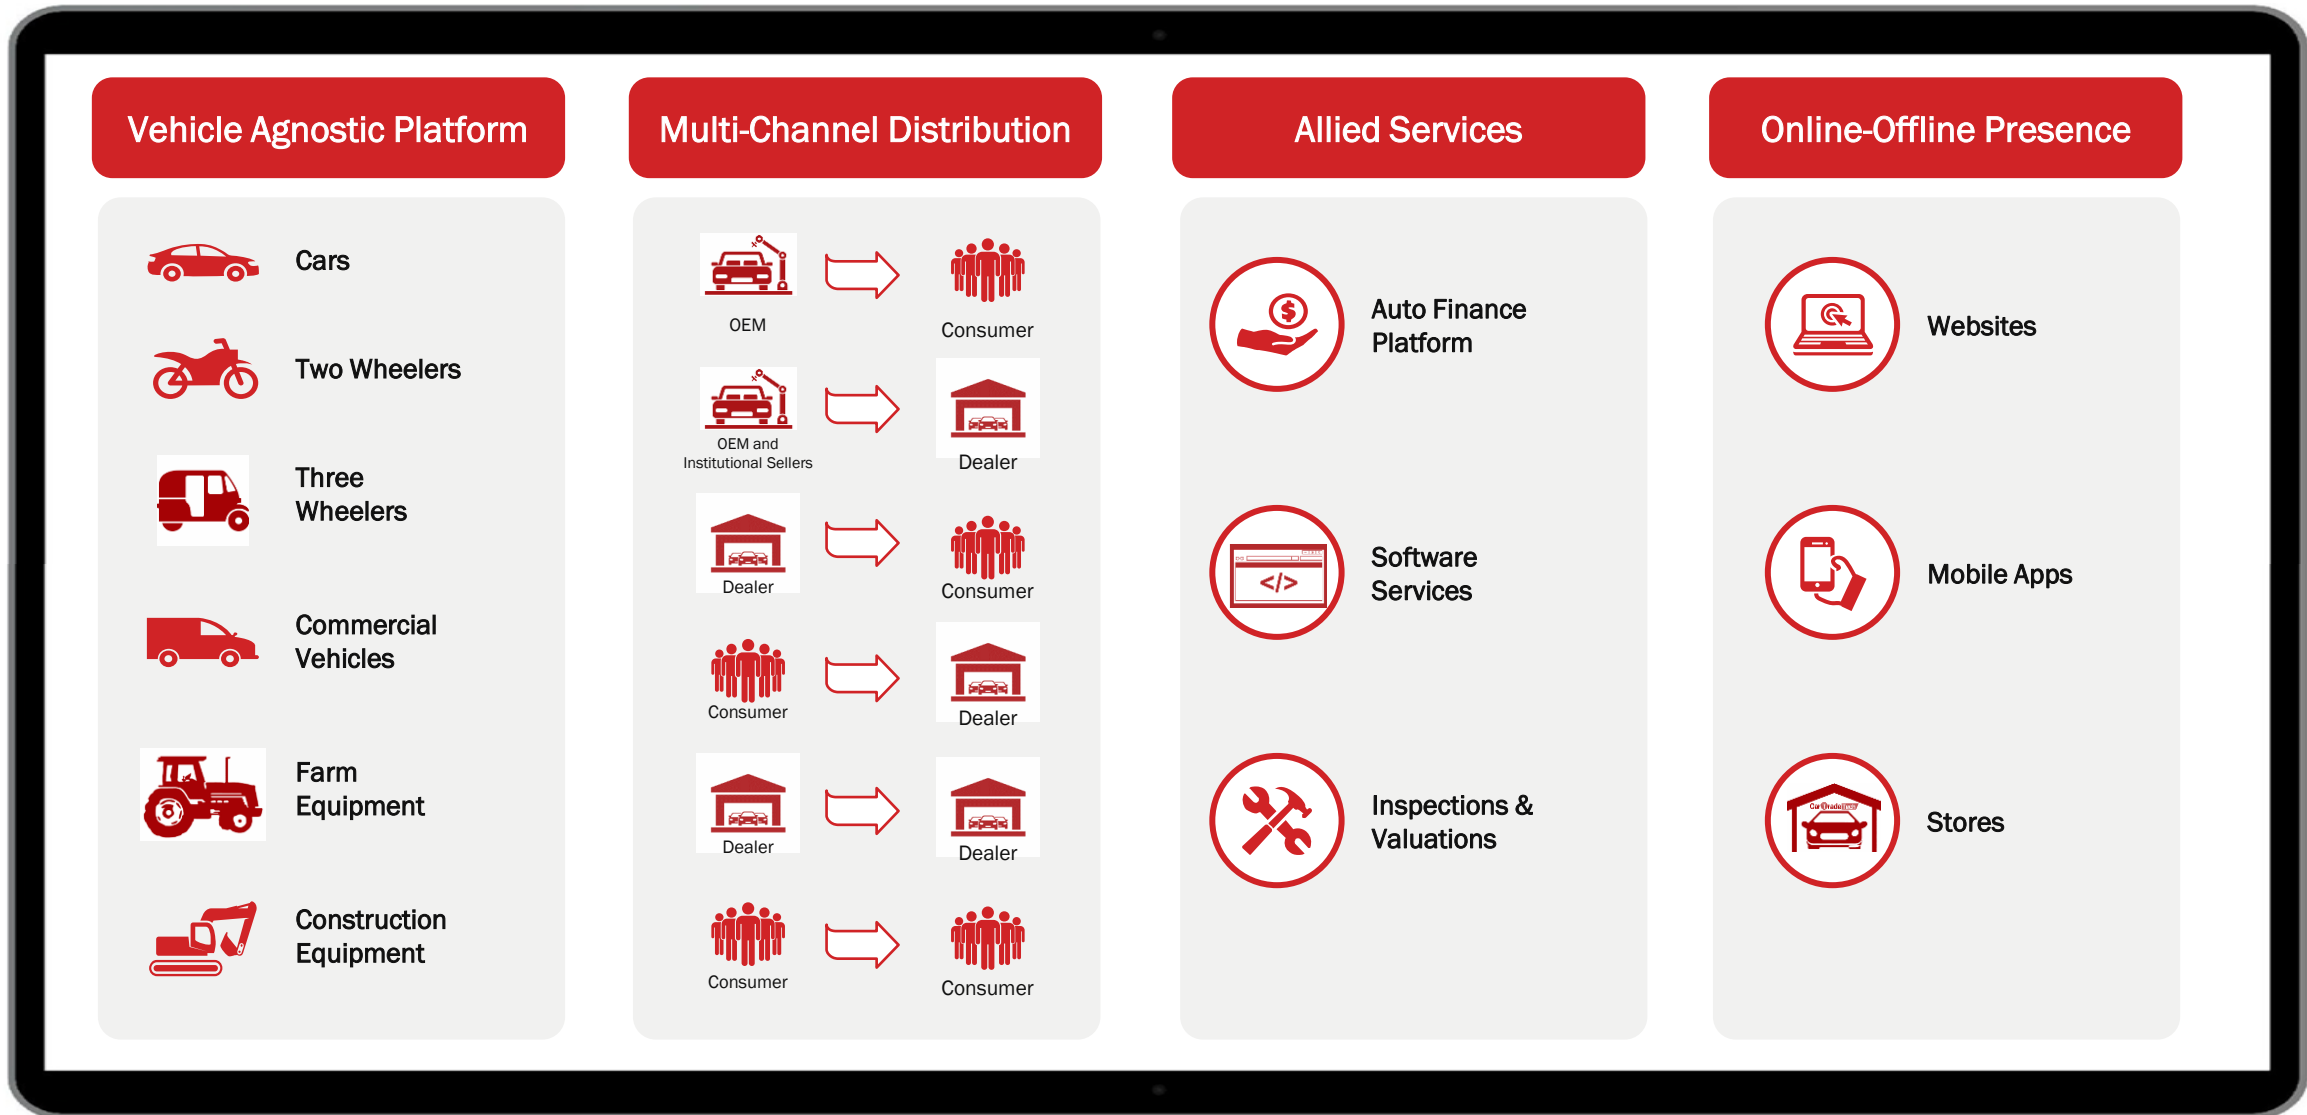 Vehicle Agnostic Platform
Cars
Two Wheelers
Three
Wheelers
Commercial
Vehicles
Farm
Equipment
Construction
Equipment
Multi-Channel Distribution
OEM
Consumer
OEM and
Institutional Sellers
Dealer
Dealer
Consumer
Consumer
Dealer
Dealer
Dealer
Consumer
Consumer
Allied Services
$
Auto Finance
Platform
</>
Software
Services
Inspections &
Valuations
Online-Offline Presence
Websites
Mobile Apps
Stores